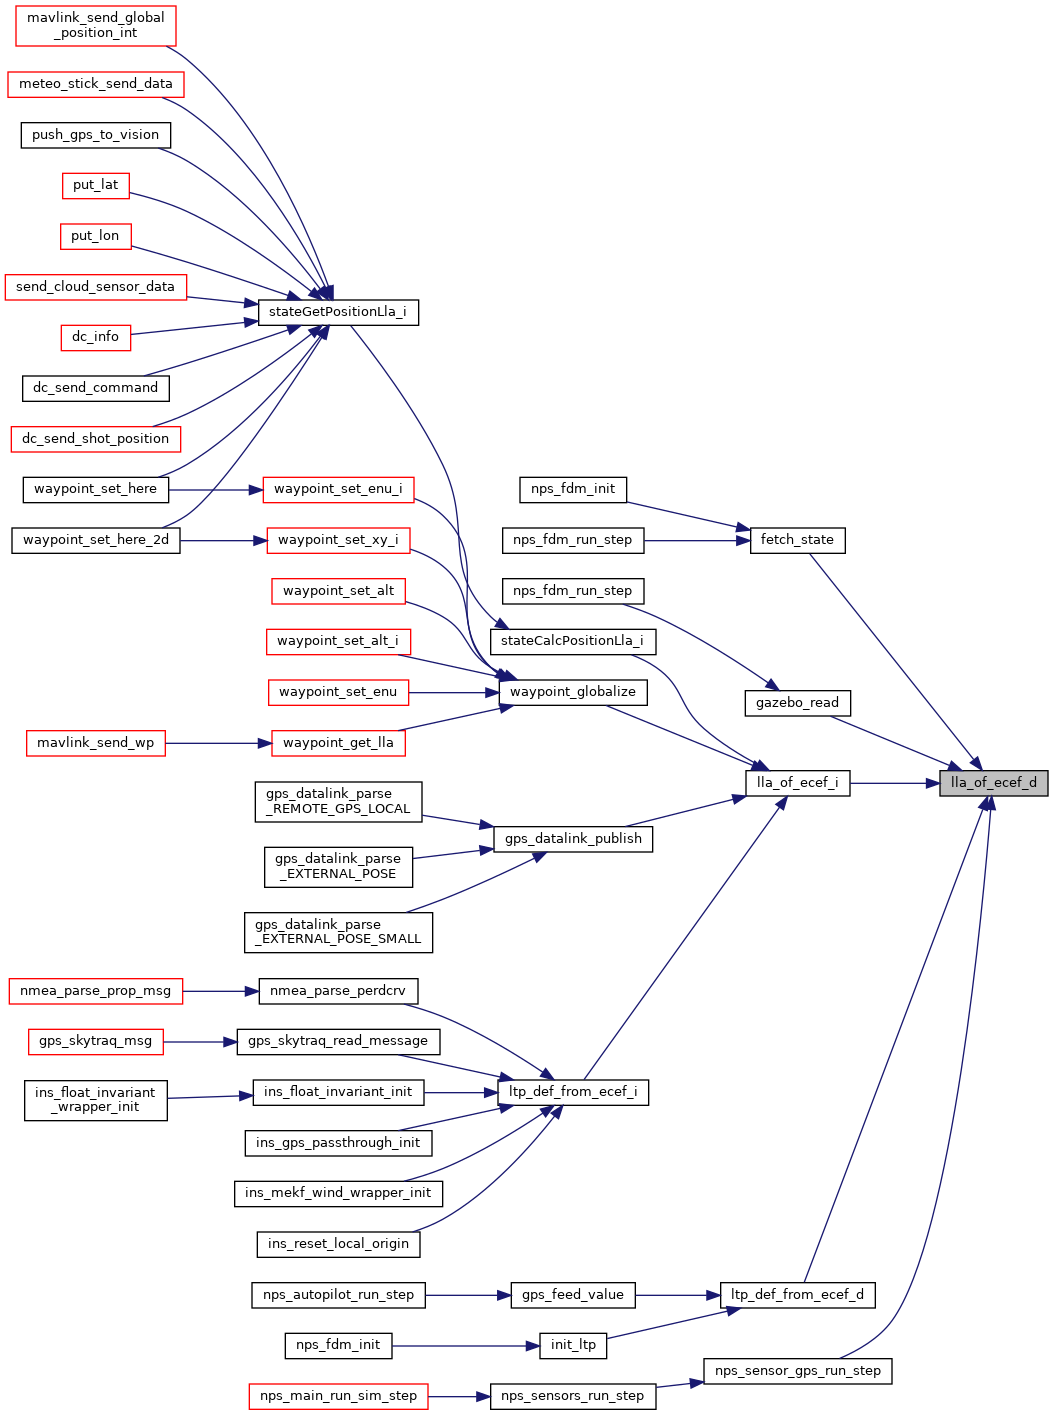 mavlink_send_global
_position_int
meteo_stick_send_data
push_gps_to_vision
put_lat
put_lon
send_cloud_sensor_data
stateGetPositionLla_i
dc_info
dc_send_command
dc_send_shot_position
waypoint_set_here
waypoint_set_enu_i
nps_fdm_init
waypoint_set_here_2d
waypoint_set_xy_i
nps_fdm_run_step
fetch_state
waypoint_set_alt
nps_fdm_run_step
waypoint_set_alt_i
stateCalcPositionLla_i
waypoint_set_enu
waypoint_globalize
gazebo_read
mavlink_send_wp
waypoint_get_lla
lla_of_ecef_i
lla_of_ecef_d
gps_datalink_parse
_REMOTE_GPS_LOCAL
gps_datalink_publish
gps_datalink_parse
_EXTERNAL_POSE
gps_datalink_parse
_EXTERNAL_POSE_SMALL
nmea_parse_prop_msg
nmea_parse_perdcrv
gps_skytraq_msg
gps_skytraq_read_message
ins_float_invariant
_wrapper_init
ins_float_invariant_init
ltp_def_from_ecef_i
ins_gps_passthrough_init
ins_mekf_wind_wrapper_init
ins_reset_local_origin
nps_autopilot_run_step
gps_feed_value
ltp_def_from_ecef_d
nps_fdm_init
init_ltp
nps_sensor_gps_run_step
nps_main_run_sim_step
nps_sensors_run_step